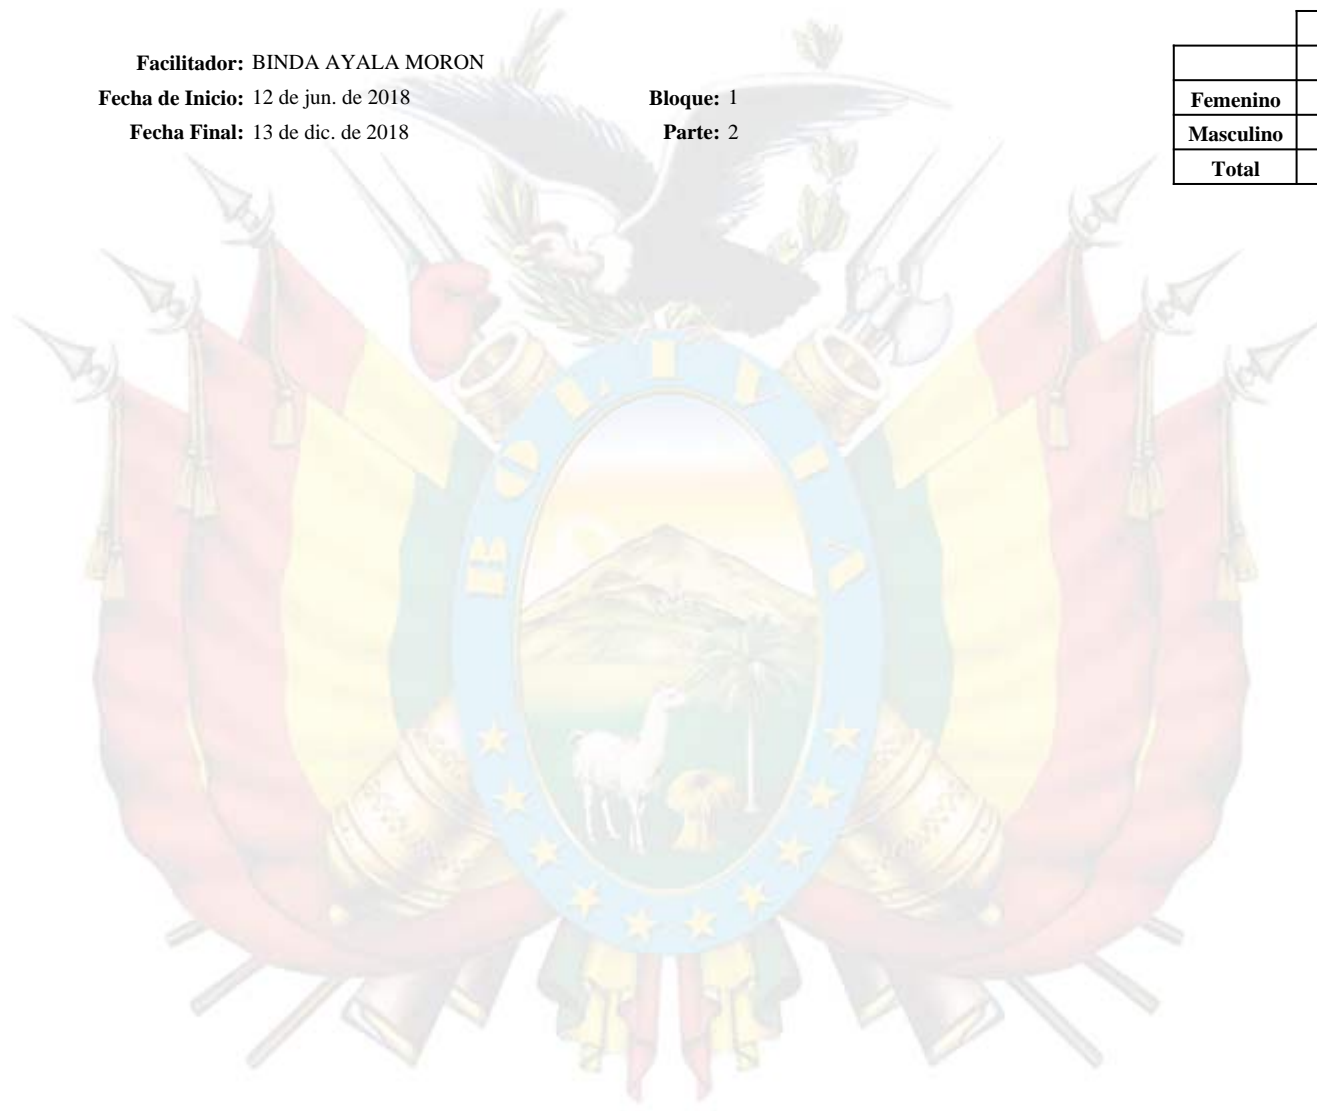 Facilitador: BINDA AYALA MORON
Fecha de Inicio: 12 de jun. de 2018 Bloque: 1
Fecha Final: 13 de dic. de 2018 Parte: 2
Femenino
Masculino
Total
BOLIVIA